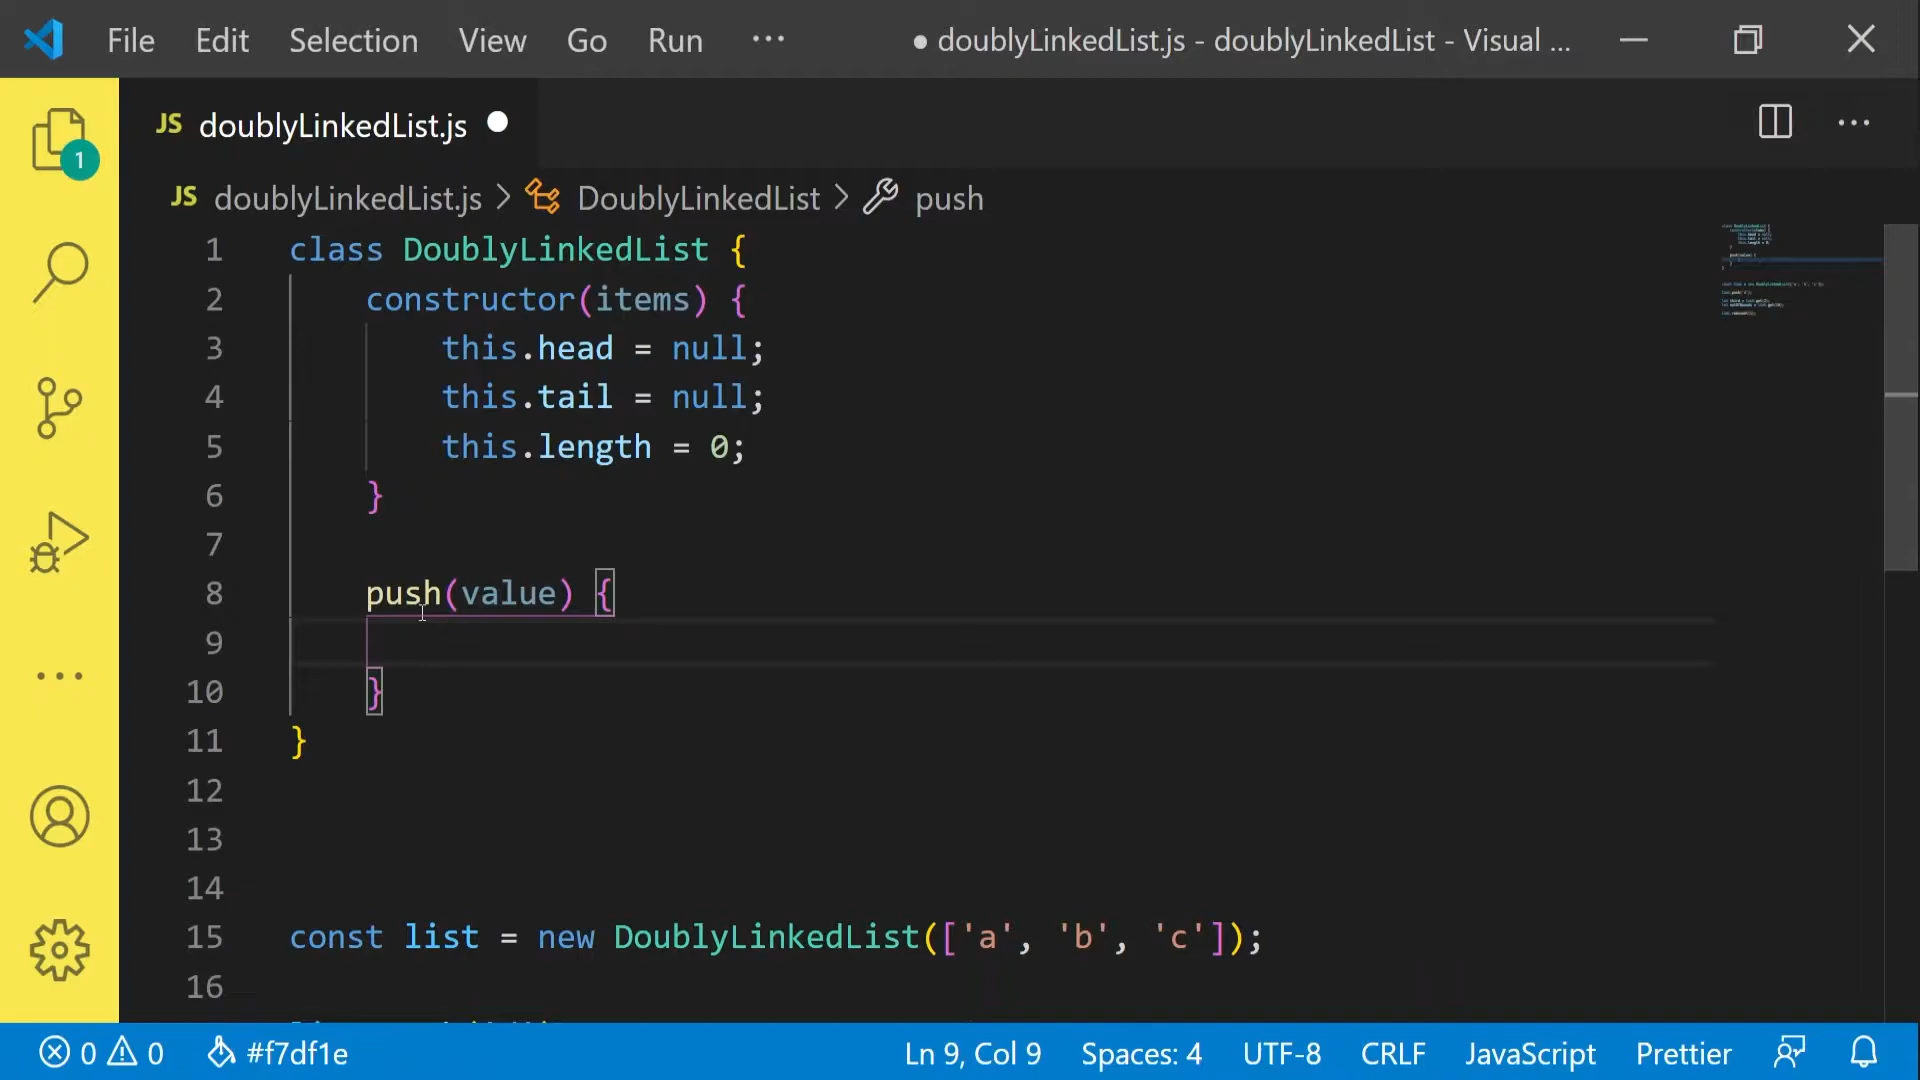 File Edit Selection View Go Run ··· ● doublyLinkedList.js - doublyLinkedList - Visual ...
JS doublyLinkedList.js
1
JS doublyLinkedList.js > DoublyLinkedList > push
1 class DoublyLinkedList {
2 constructor(items) {
3 this.head = null;
4 this.tail = null;
5 this.length = 0;
6 }
7
8 push(value) {
9
10 }
11 }
12
13
14
15 const list = new DoublyLinkedList(['a', 'b', 'c']);
16
0 0 #f7df1e Ln 9, Col 9 Spaces: 4 UTF-8 CRLF JavaScript Prettier